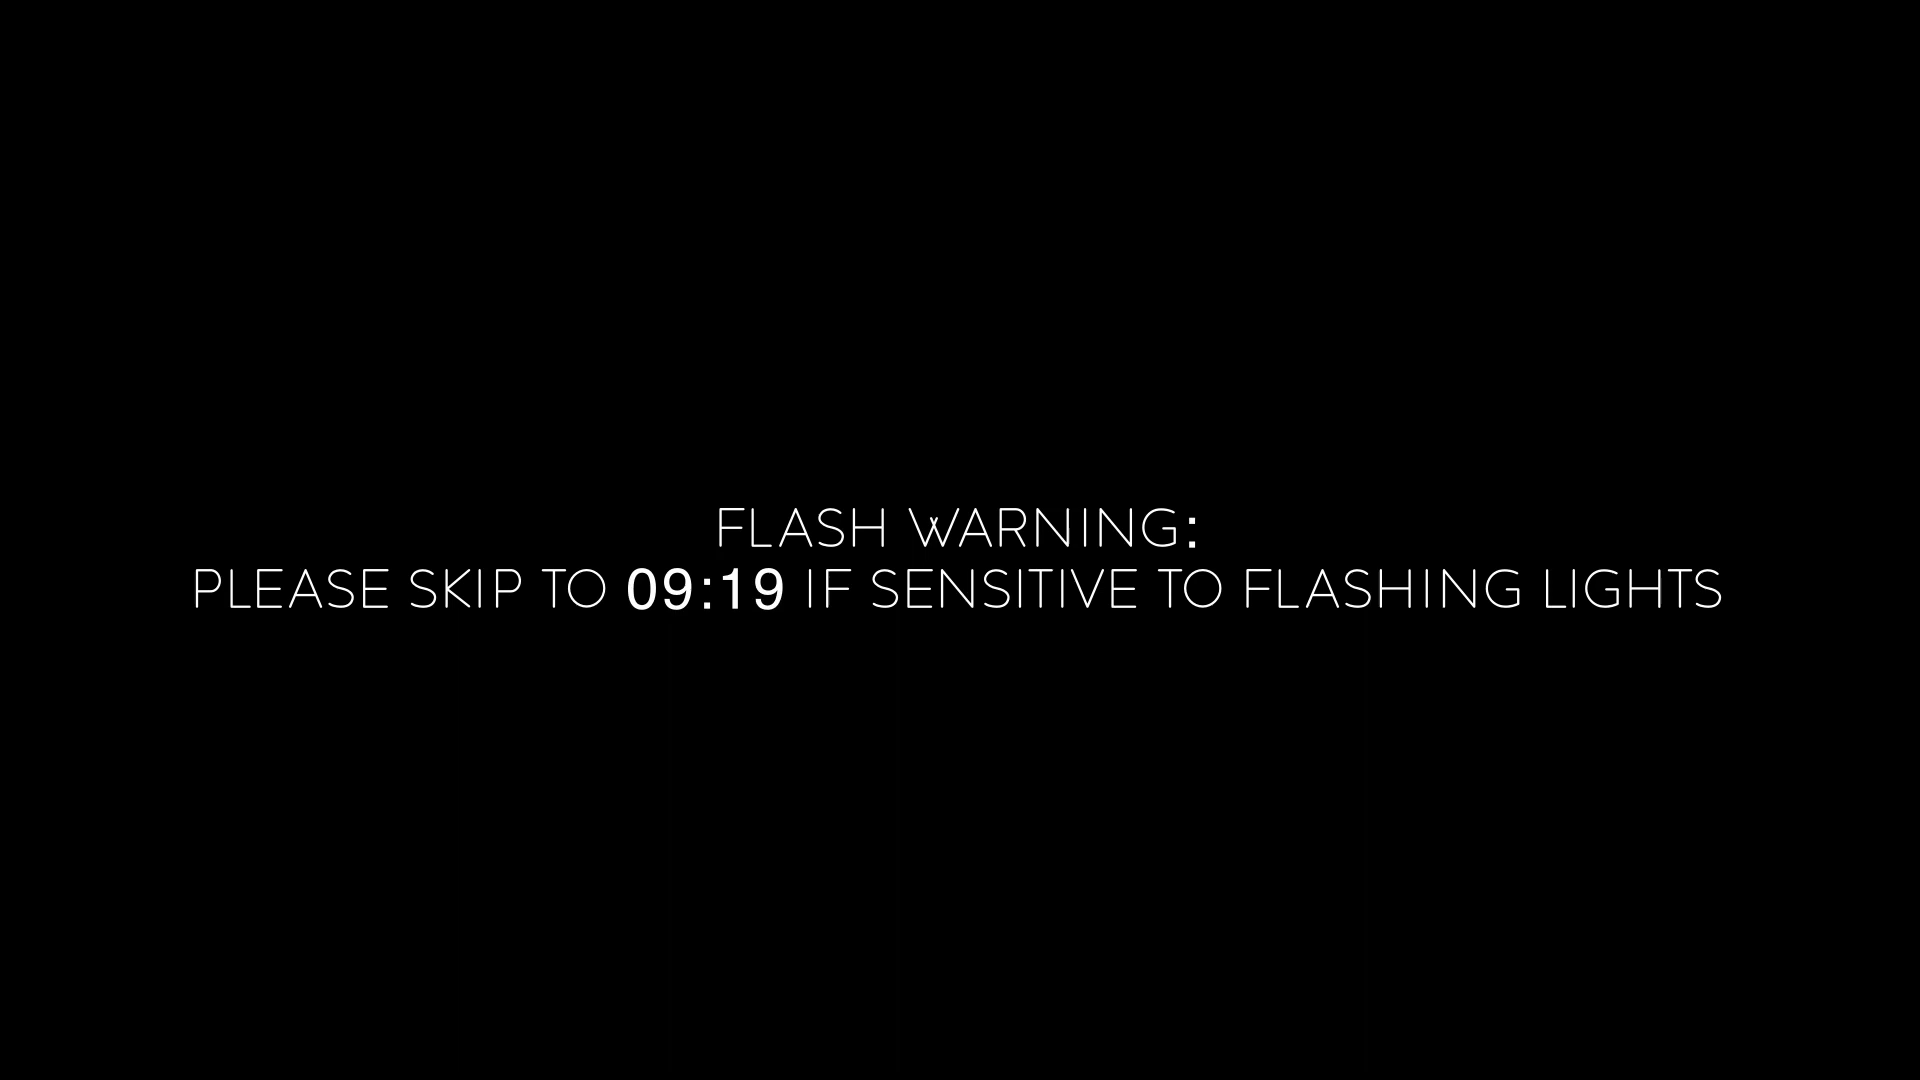 FLASH WARNING:
PLEASE SKIP TO 09:19 IF SENSITIVE TO FLASHING LIGHTS